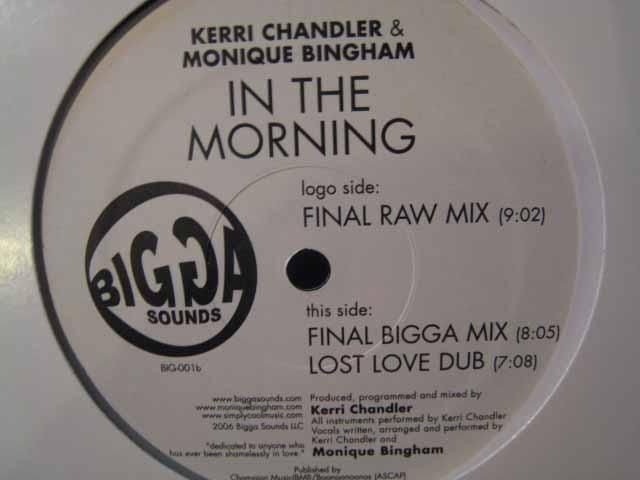 KERRI CHANDLER &
MONIQUE BINGHAM
IN THE
MORNING
logo side:
FINAL RAW MIX (9:02)
BIGGA
SOUNDS
this side:
FINAL BIGGA MIX (8:05)
LOST LOVE DUB (7:08)
BIG-001b
www.biggasounds.com
www.moniquebingham.com
www.simplycoolmusic.com
2006 Bigga Sounds LLC
"dedicated to anyone who
has ever been shamelessly in love."
Produced, programmed and mixed by
Kerri Chandler
All instruments performed by Kerri Chandler
Vocals written, arranged and performed by
Kerri Chandler and
Monique Bingham
Published by
Champion Music(BMI)/ (ASCAP)